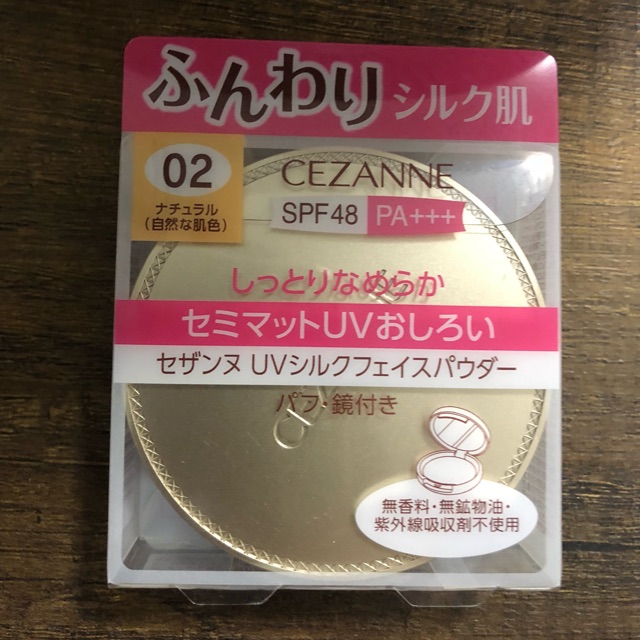 ふんわり シルク肌
02
ナチュラル
(自然な肌色)
CEZANNE
SPF48 PA+++
しっとりなめらか
セミマットUVおしろい
セザンヌ UVシルクフェイスパウダー
パフ・鏡付き
無香料・無鉱物油・
紫外線吸収剤不使用